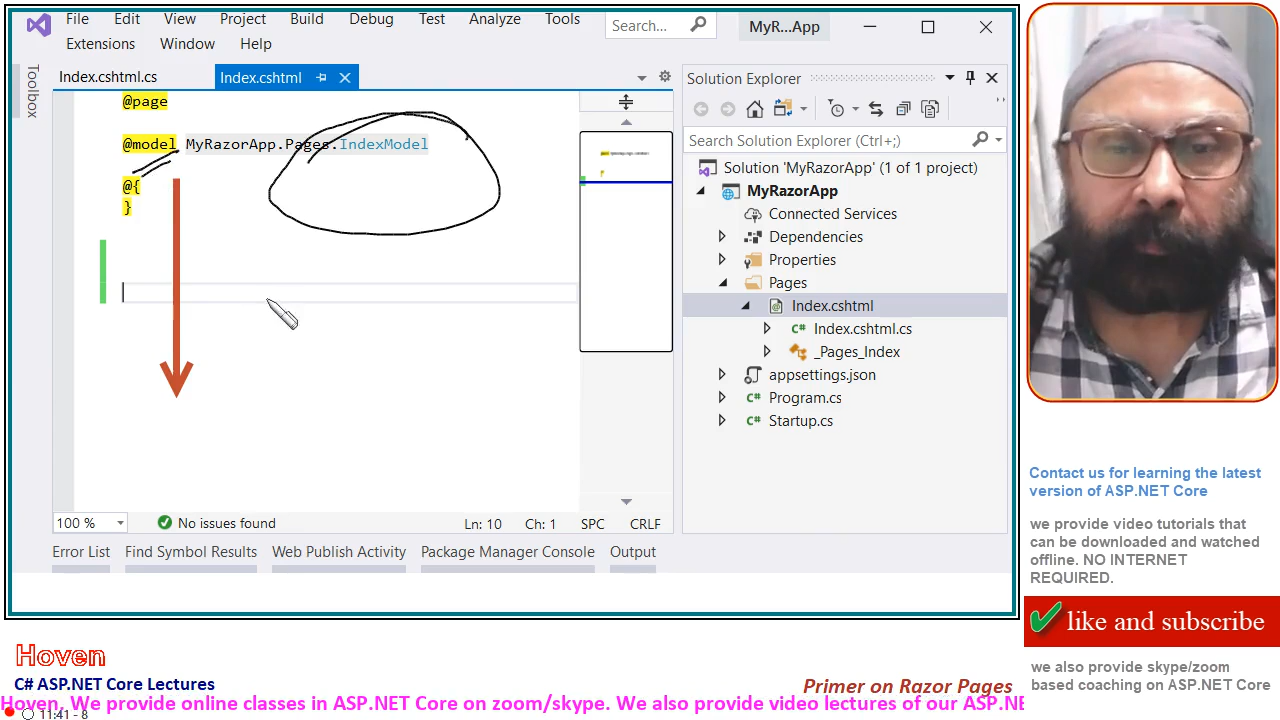 File Edit View Project Build Debug Test Analyze Tools Search... MyR...App
Extensions Window Help
Toolbox
Index.cshtml.cs Index.cshtml
@page
@model MyRazorApp.Pages.IndexModel
@{
}
100 % No issues found Ln: 10 Ch: 1 SPC CRLF
Error List Find Symbol Results Web Publish Activity Package Manager Console Output
Solution Explorer
Search Solution Explorer (Ctrl+;)
Solution 'MyRazorApp' (1 of 1 project)
MyRazorApp
Connected Services
Dependencies
Properties
Pages
Index.cshtml
Index.cshtml.cs
_Pages_Index
appsettings.json
Program.cs
Startup.cs
Contact us for learning the latest
version of ASP.NET Core
we provide video tutorials that
can be downloaded and watched
offline. NO INTERNET
REQUIRED.
like and subscribe
we also provide skype/zoom
based coaching on ASP.NET Core
Hoven
C# ASP.NET Core Lectures
Primer on Razor Pages
Hoven. We provide online classes in ASP.NET Core on zoom/skype. We also provide video lectures of our ASP.NE
11:41 - 8